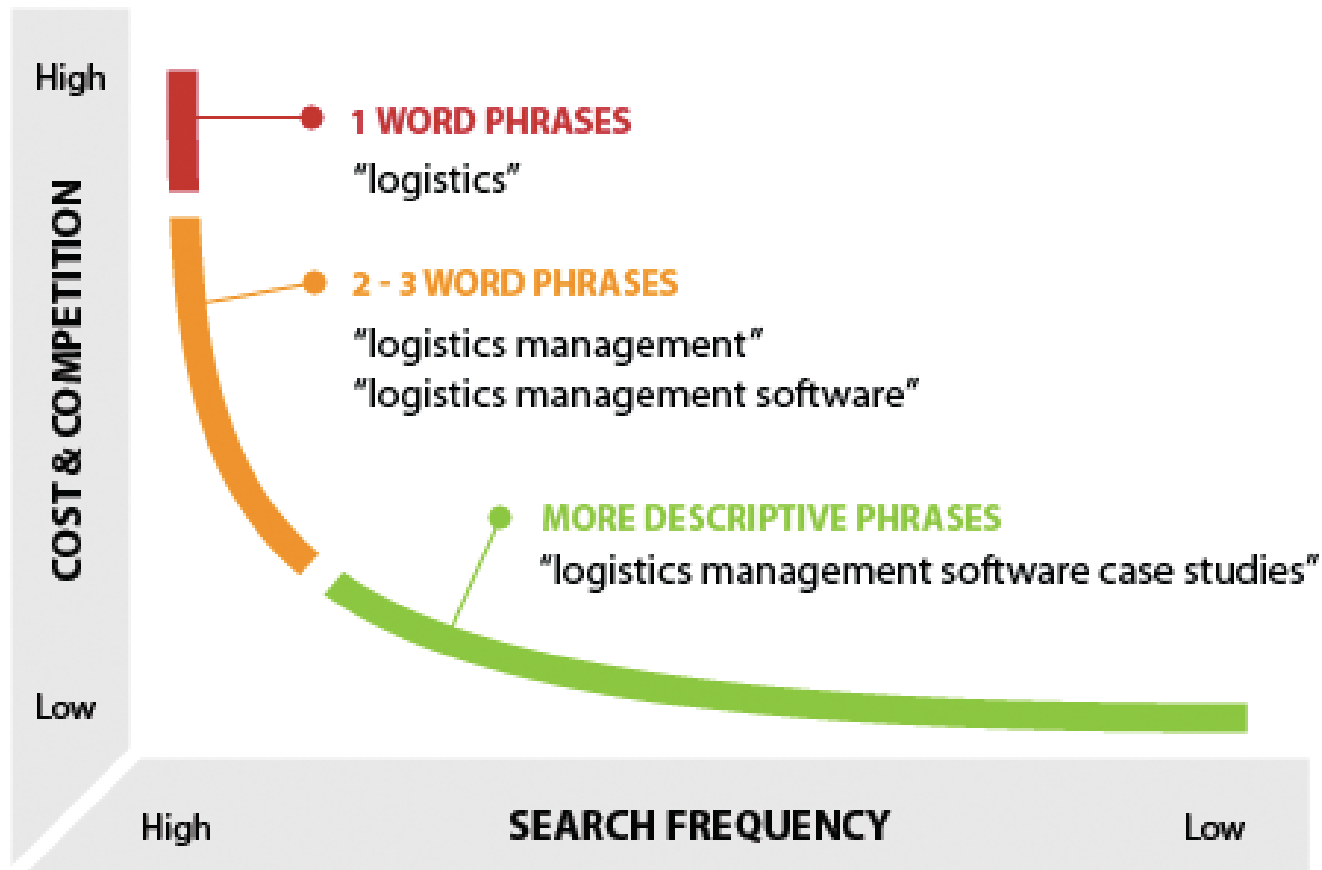 High
COST & COMPETITION
Low
1 WORD PHRASES
“logistics”
2 - 3 WORD PHRASES
“logistics management”
“logistics management software”
MORE DESCRIPTIVE PHRASES
“logistics management software case studies”
High
SEARCH FREQUENCY
Low